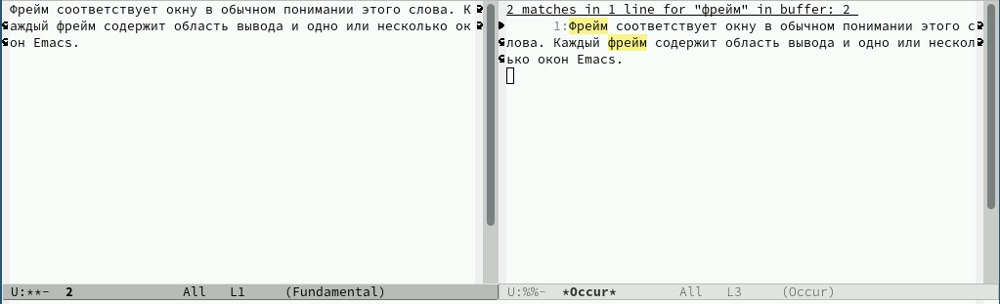 Фрейм соответствует окну в обычном понимании этого слова. К
аждый фрейм содержит область вывода и одно или несколько ок
он Emacs.
U:**-  2   All   L1   (Fundamental)
2 matches in 1 line for "фрейм" in buffer: 2
1:Фрейм соответствует окну в обычном понимании этого с
лова. Каждый фрейм содержит область вывода и одно или нескол
ько окон Emacs.
U:%%-  *Occur*   All   L3   (Occur)